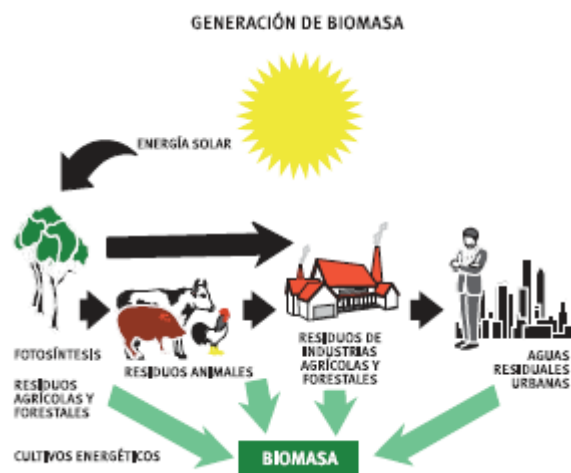 GENERACIÓN DE BIOMASA
ENERGÍA SOLAR
FOTOSÍNTESIS
RESIDUOS
AGRÍCOLAS Y
FORESTALES
CULTIVOS ENERGÉTICOS
RESIDUOS ANIMALES
RESIDUOS DE
INDUSTRIAS
AGRÍCOLAS Y
FORESTALES
AGUAS
RESIDUALES
URBANAS
BIOMASA